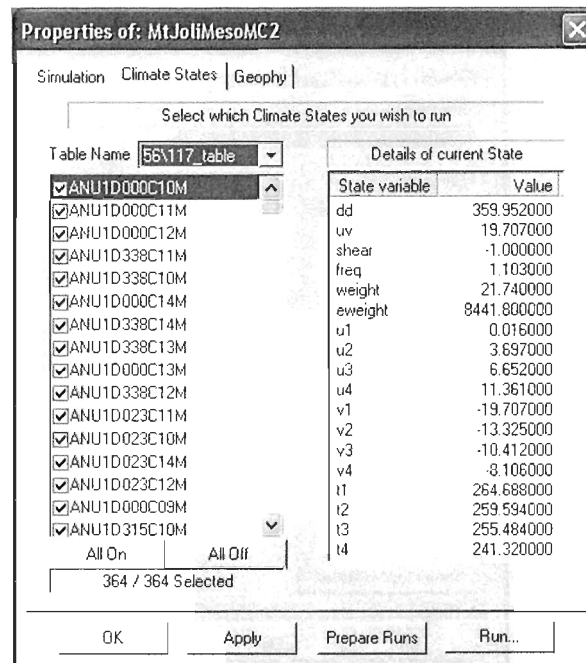 Properties of: MtJoliMesoMC2
Simulation Climate States Geophy
Select which Climate States you wish to run
Table Name 56\117_table
ANU1D000C10M
ANU1D000C11M
ANU1D000C12M
ANU1D338C11M
ANU1D338C10M
ANU1D000C14M
ANU1D338C14M
ANU1D338C13M
ANU1D000C13M
ANU1D338C12M
ANU1D023C11M
ANU1D023C10M
ANU1D023C14M
ANU1D023C12M
ANU1D000C09M
ANU1D315C10M
All On All Off
364 / 364 Selected
Details of current State
State variable Value
dd 359.952000
uv 19.707000
shear -1.000000
freq 1.103000
weight 21.740000
eweight 8441.800000
u1 0.016000
u2 3.697000
u3 6.652000
u4 11.361000
v1 -19.707000
v2 -13.325000
v3 -10.412000
v4 -8.106000
t1 264.688000
t2 259.594000
t3 255.484000
t4 241.320000
OK Apply Prepare Runs Run...